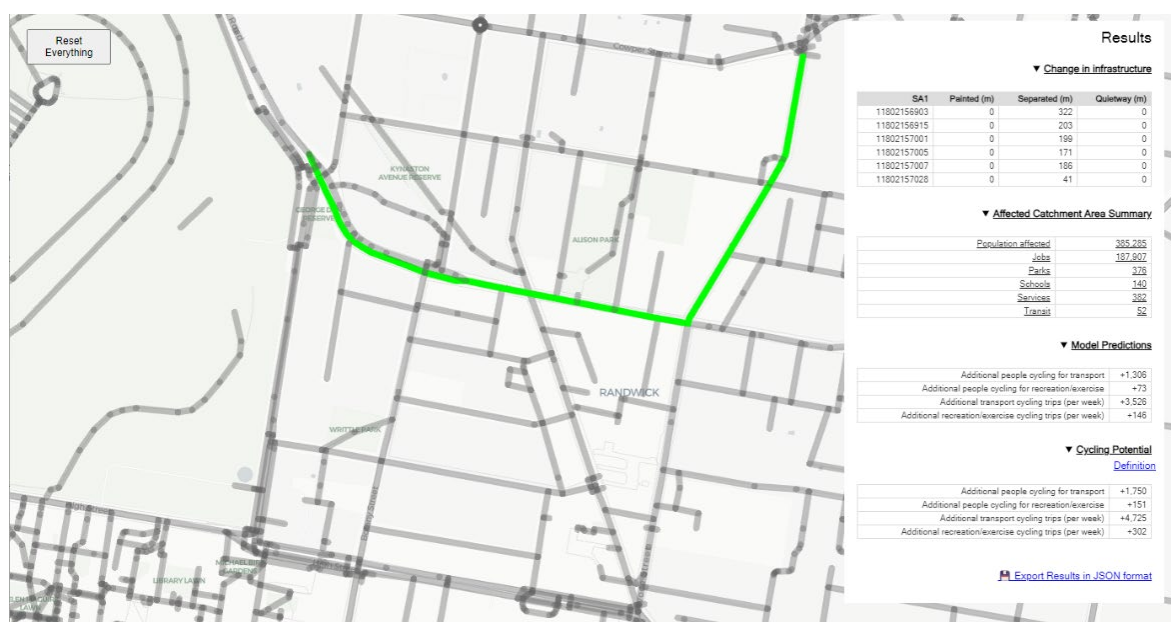 Reset
Everything
Road
Cowper Street
KYNASTON
AVENUE RESERVE
RESERVE
ALISON PARK
RANDWICK
WRITTLE PARK
High Street
Street
LIBRARY LAWN
GARDENS
LAWN
Results
▼ Change in infrastructure
SA1 Painted (m) Separated (m) Quietway (m)
11802156903 0 322 0
11802156915 0 203 0
11802157001 0 199 0
11802157005 0 171 0
11802157007 0 186 0
11802157028 0 41 0
▼ Affected Catchment Area Summary
Population affected 385,285
Jobs 187,907
Parks 376
Schools 140
Services 382
Transit 52
▼ Model Predictions
Additional people cycling for transport +1,306
Additional people cycling for recreation/exercise +73
Additional transport cycling trips (per week) +3,526
Additional recreation/exercise cycling trips (per week) +146
▼ Cycling Potential
Definition
Additional people cycling for transport +1,750
Additional people cycling for recreation/exercise +151
Additional transport cycling trips (per week) +4,725
Additional recreation/exercise cycling trips (per week) +302
Export Results in JSON format